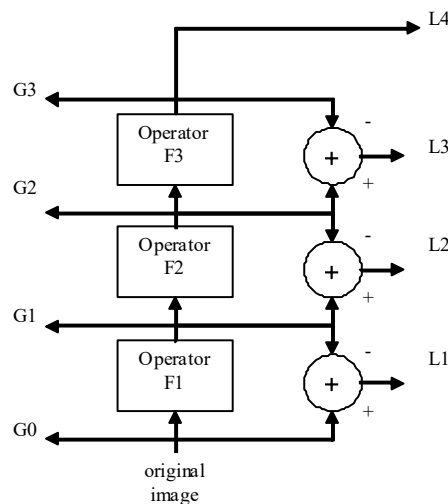 L4
G3
-
Operator
F3
+
L3
+
G2
-
Operator
F2
+
L2
+
G1
-
Operator
F1
+
L1
+
G0
original
image